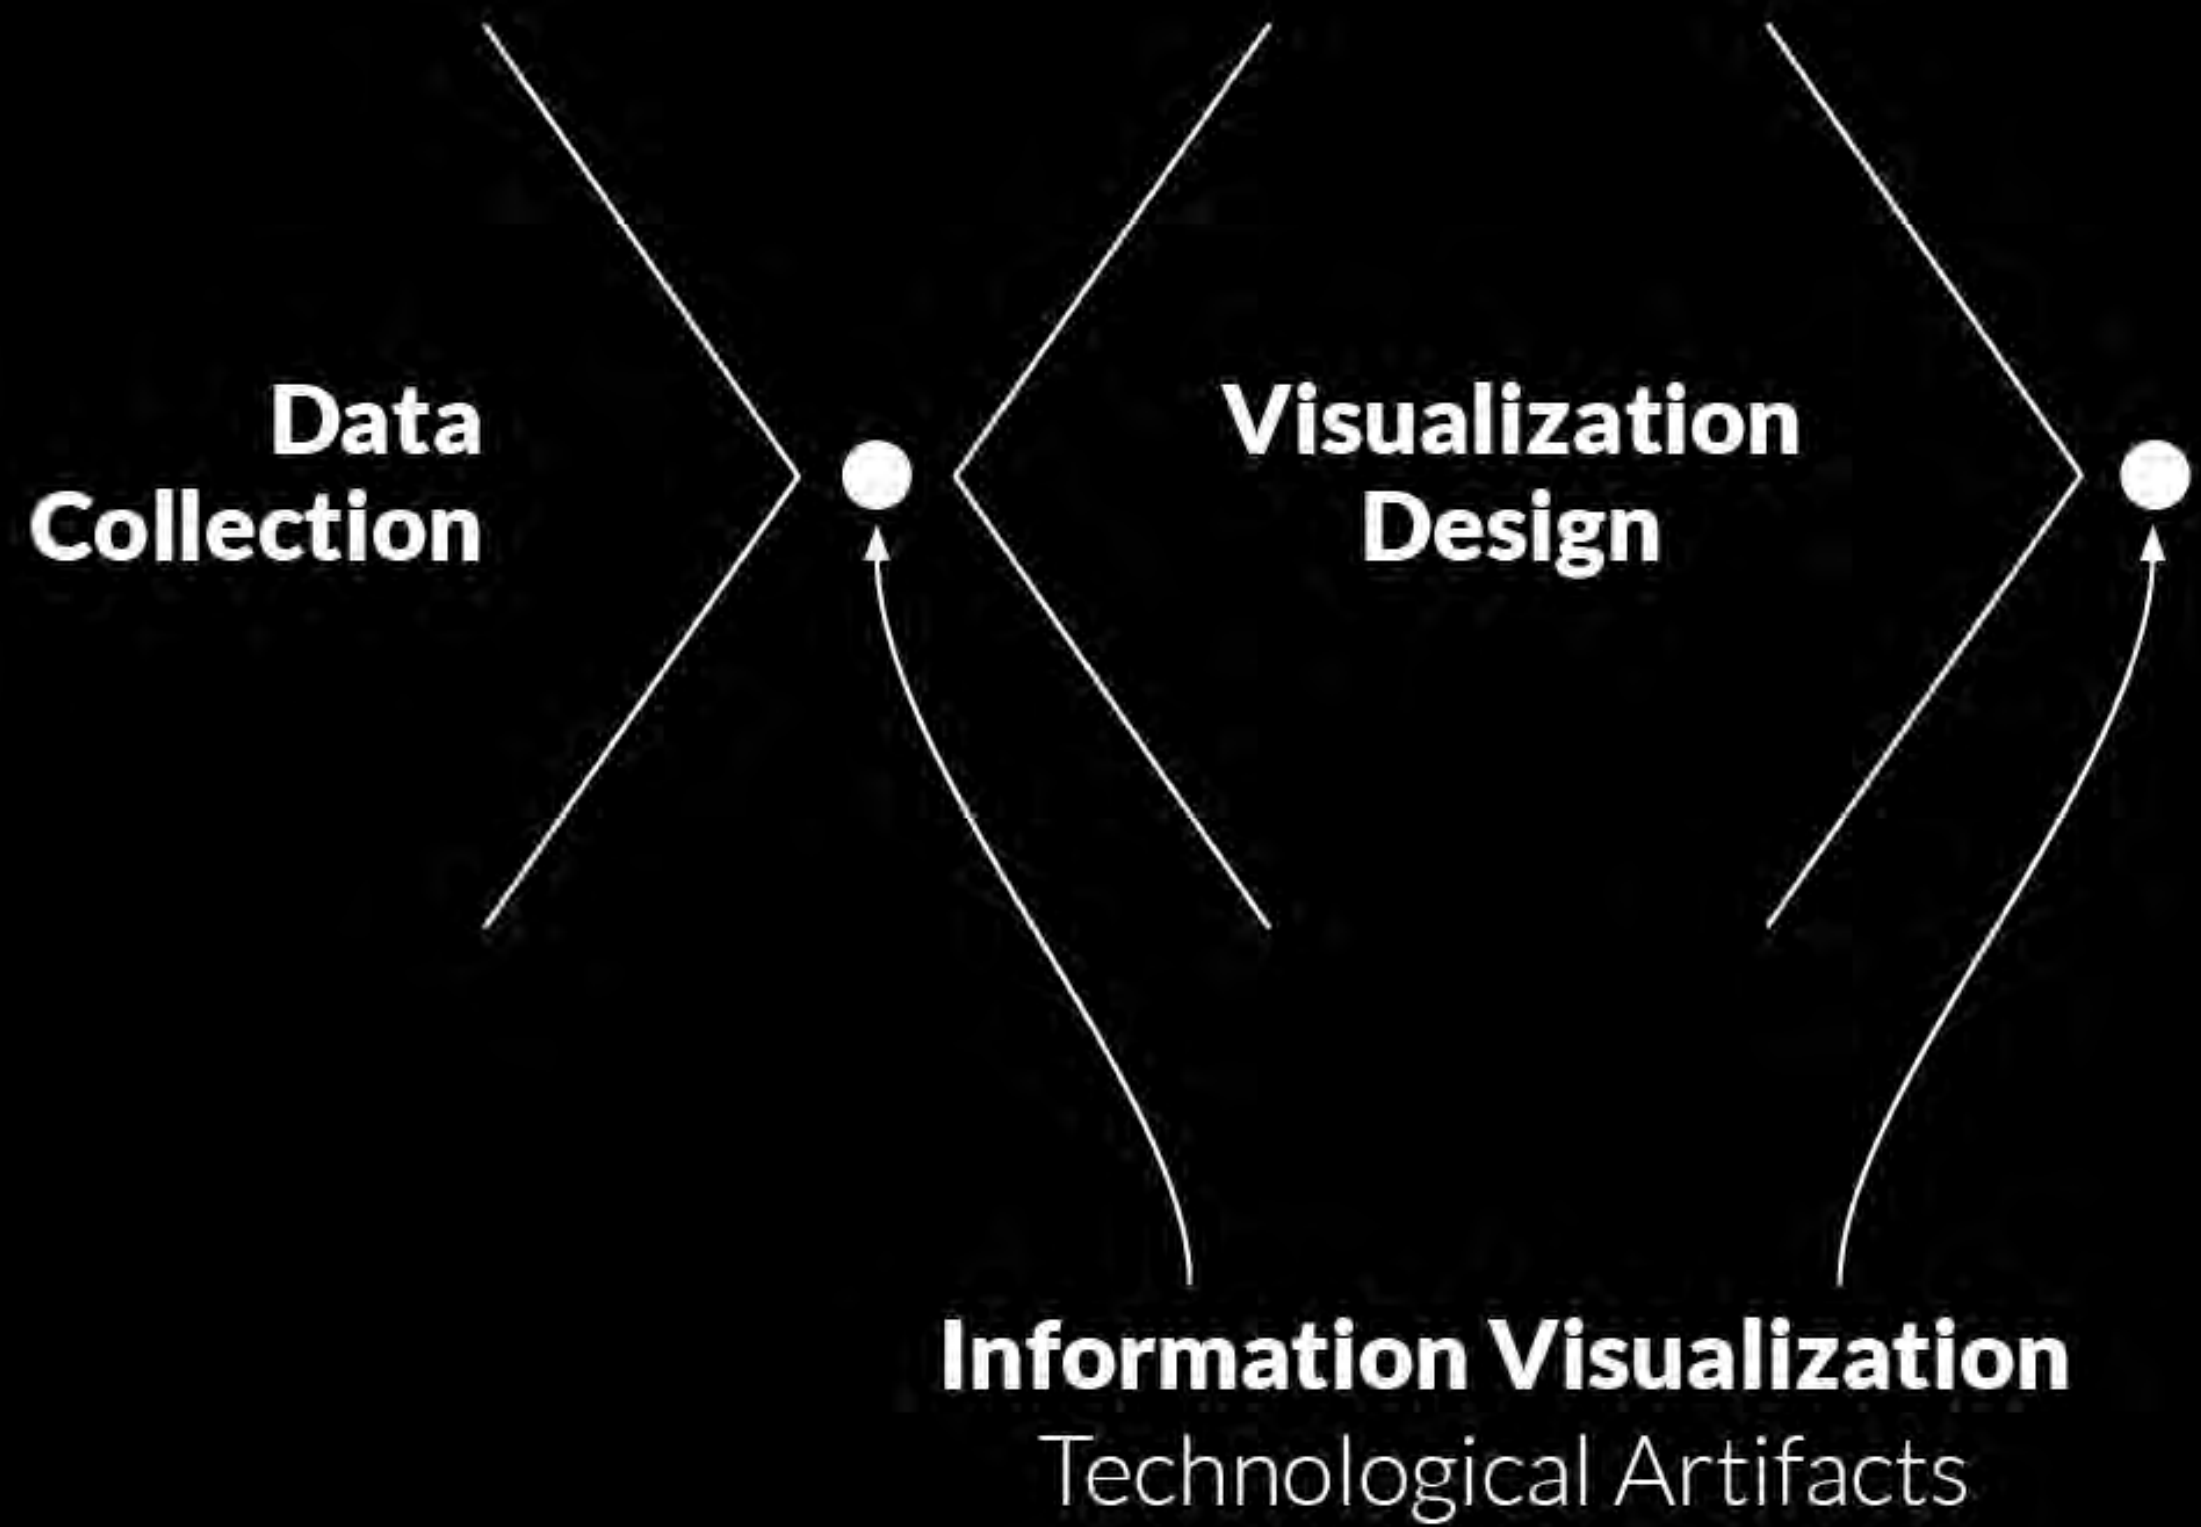 Data
Collection
Visualization
Design
Information Visualization
Technological Artifacts